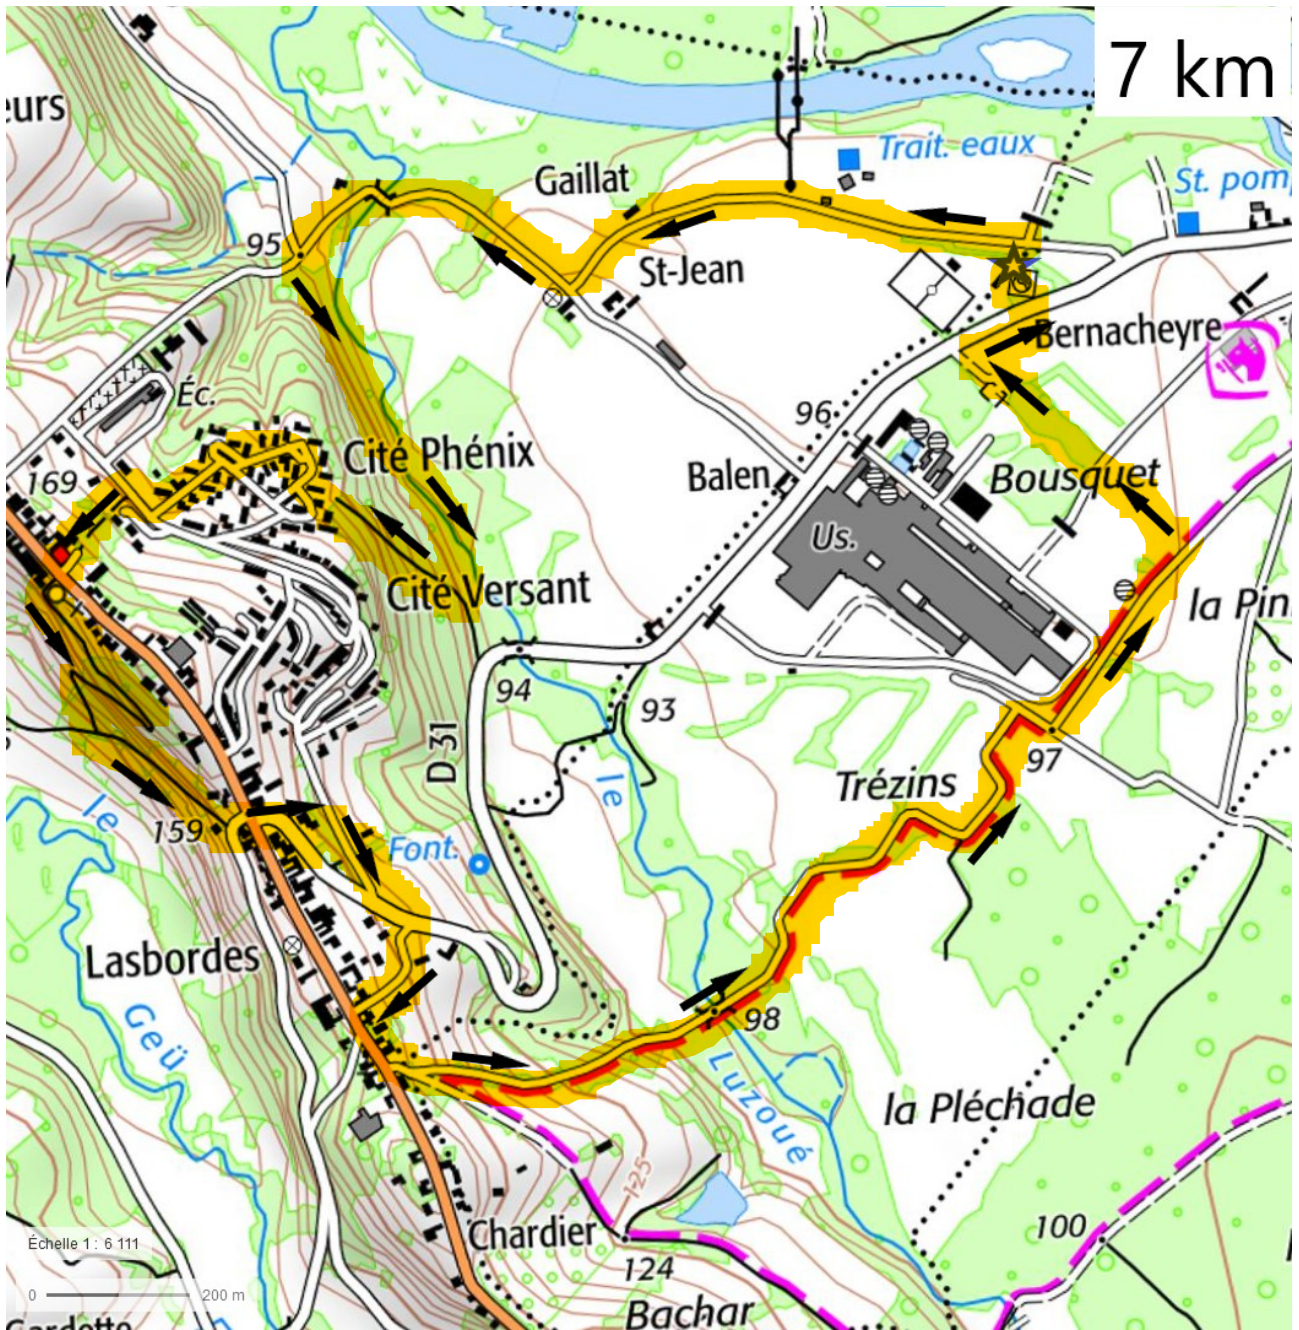 7 km
eurs
Trait. eaux
Gaillat
St. pomp
95
St-Jean
Bernacheyre
Éc.
96
169
Cité Phénix
Balen
Bousquet
Us.
Cité Versant
la Pin
94
93
D 31
97
le
Trézins
le
159
Font.
Lasbordes
98
Geü
Luzoué
la Pléchade
125
Chardier
100
124
Échelle 1 : 6 111
0 200 m
Bachar